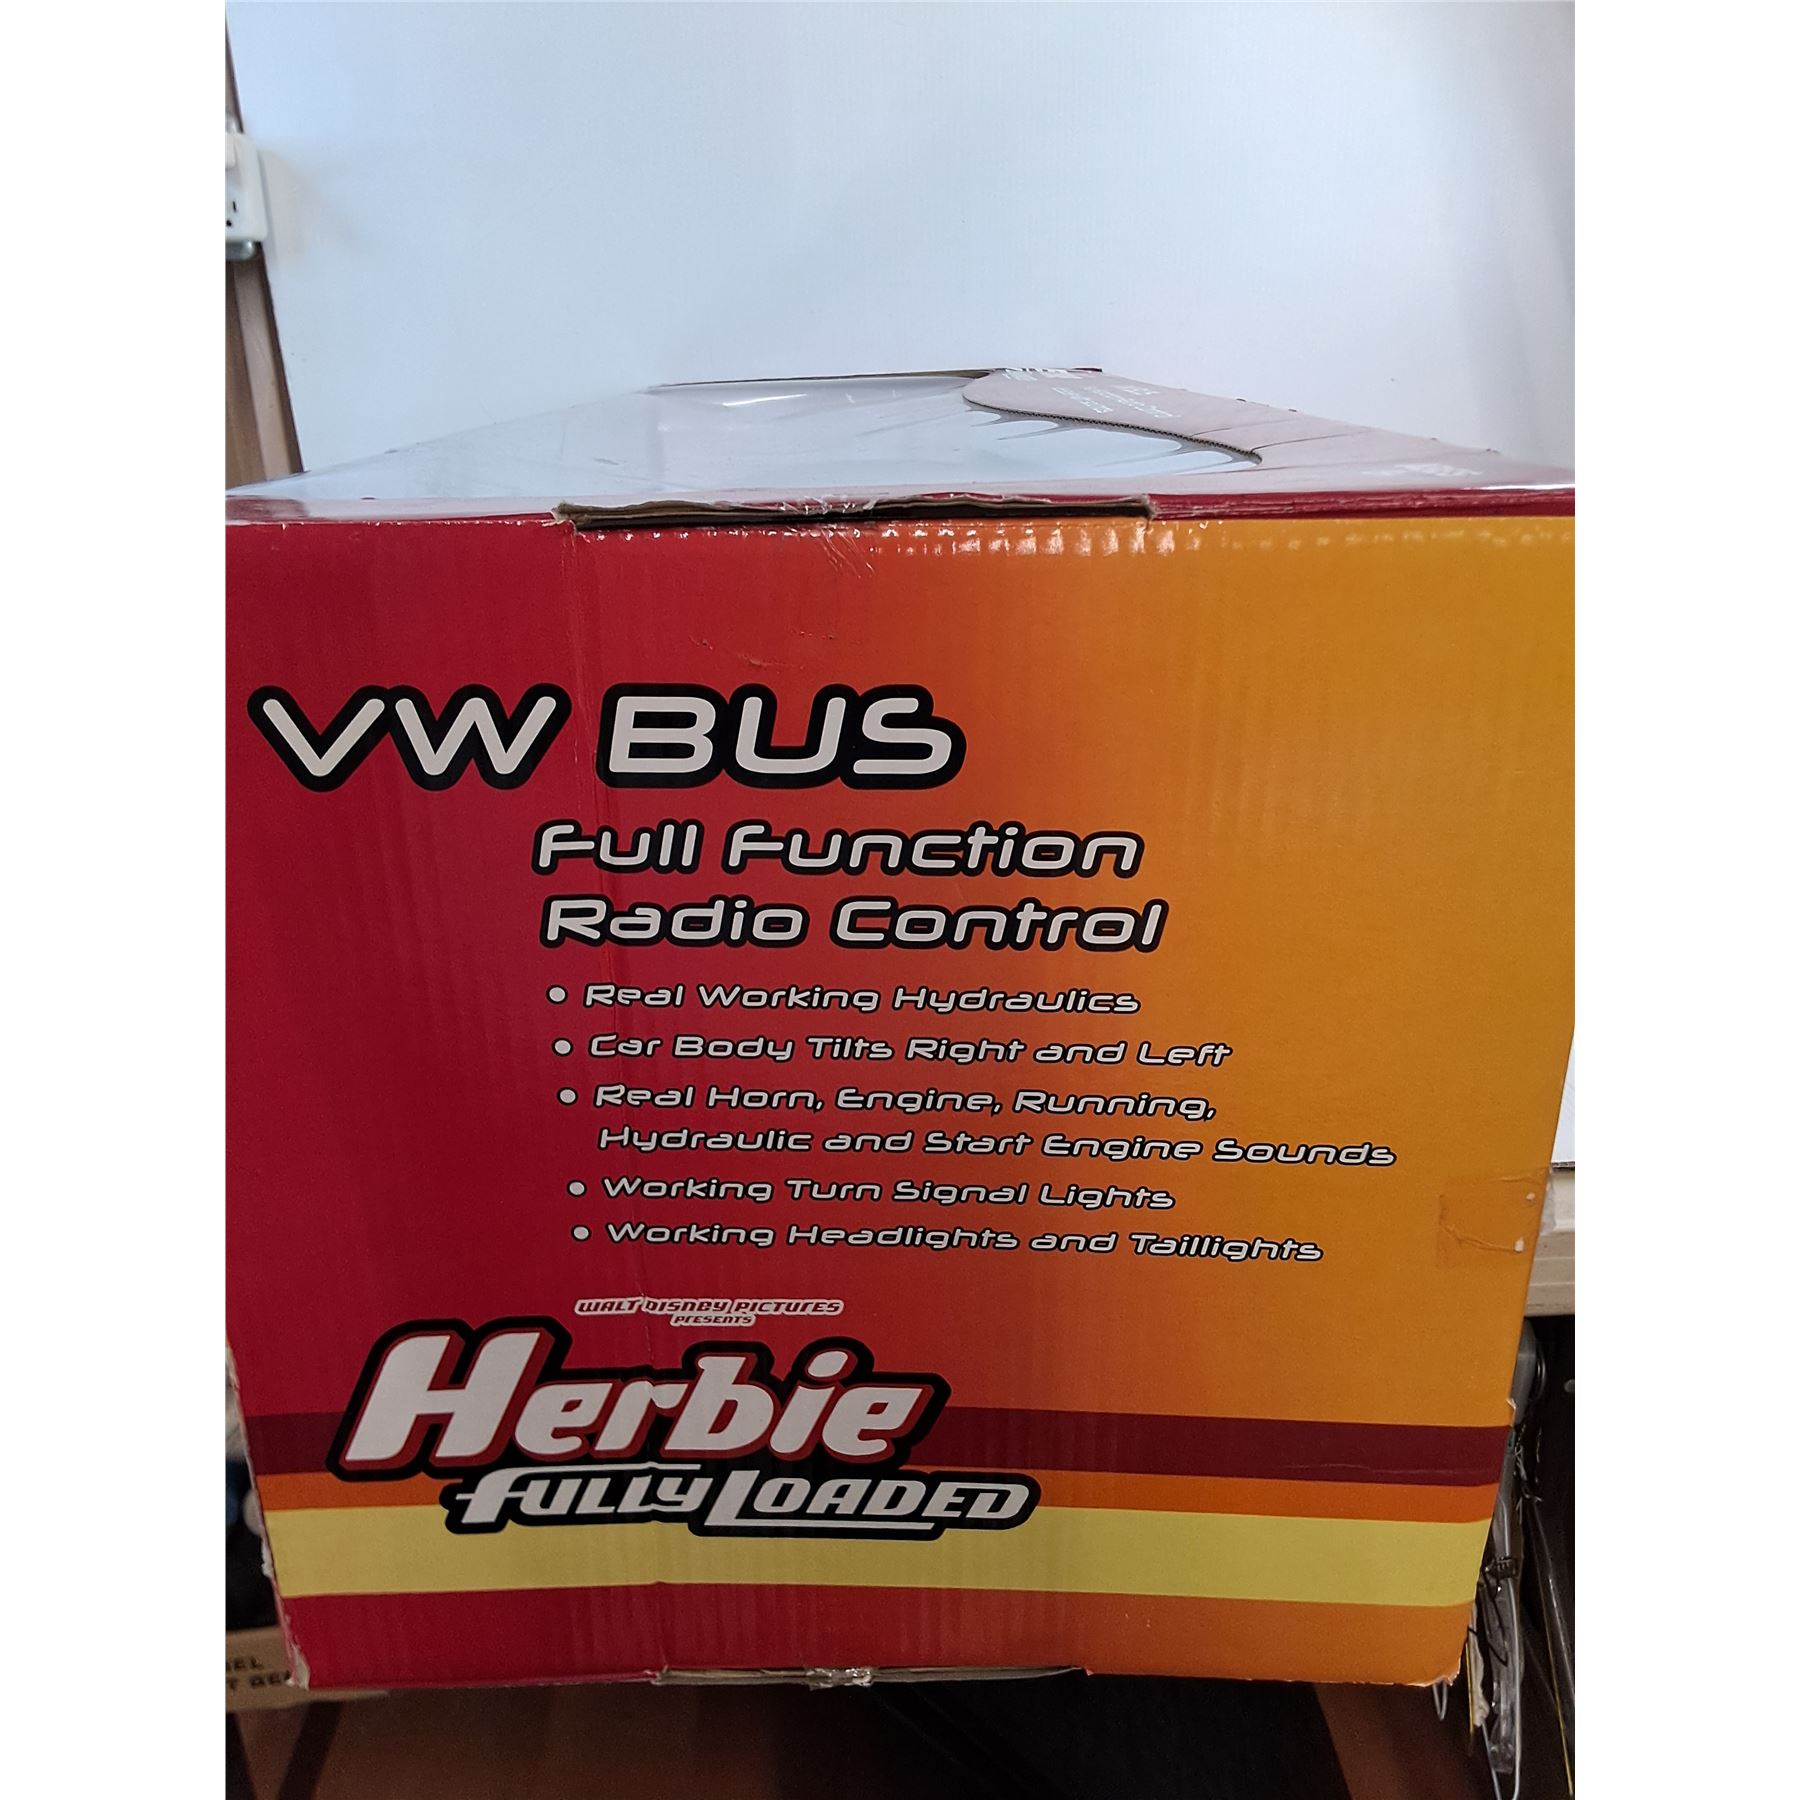 VW BUS
Full Function
Radio Control
• Real Working Hydraulics
• Car Body Tilts Right and Left
• Real Horn, Engine, Running,
Hydraulic and Start Engine Sounds
• Working Turn Signal Lights
• Working Headlights and Taillights
WALT DISNEY PICTURES
PRESENTS
Herbie
FULLY LOADED